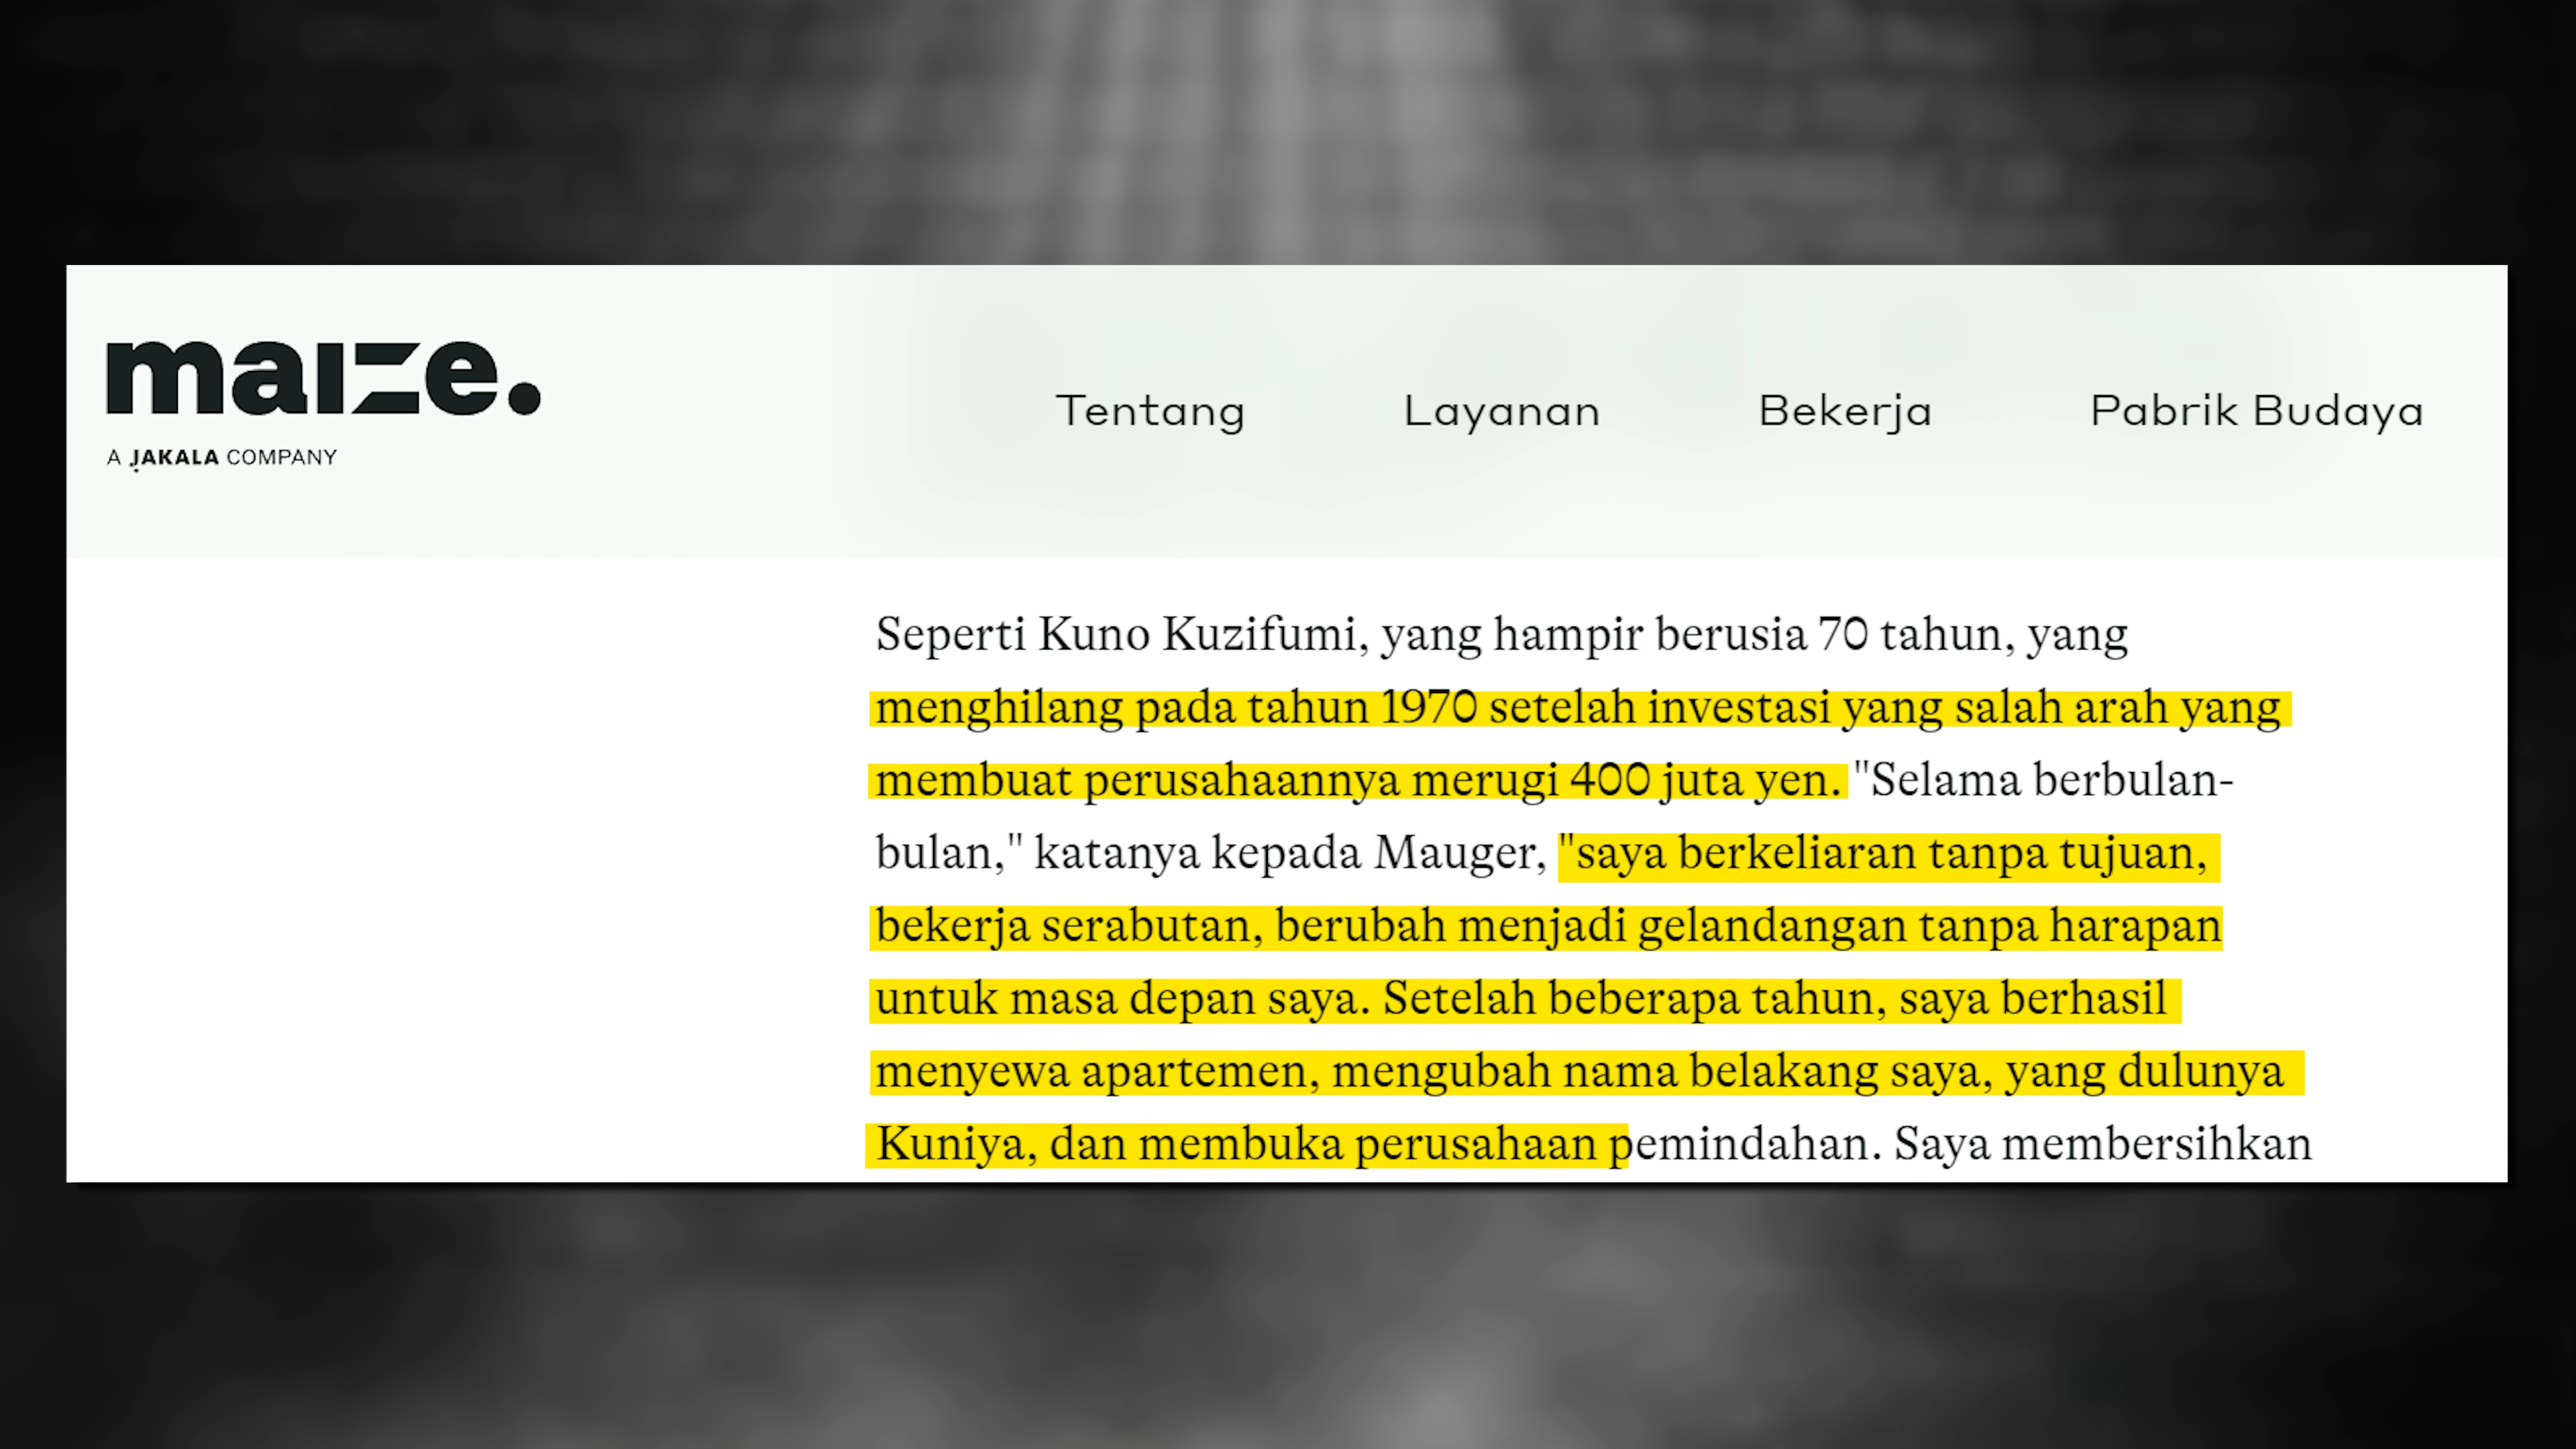 maize.
A JAKALA COMPANY
Tentang Layanan Bekerja Pabrik Budaya
Seperti Kuno Kuzifumi, yang hampir berusia 70 tahun, yang
menghilang pada tahun 1970 setelah investasi yang salah arah yang
membuat perusahaannya merugi 400 juta yen. "Selama berbulan-
bulan," katanya kepada Mauger, "saya berkeliaran tanpa tujuan,
bekerja serabutan, berubah menjadi gelandangan tanpa harapan
untuk masa depan saya. Setelah beberapa tahun, saya berhasil
menyewa apartemen, mengubah nama belakang saya, yang dulunya
Kuniya, dan membuka perusahaan pemindahan. Saya membersihkan